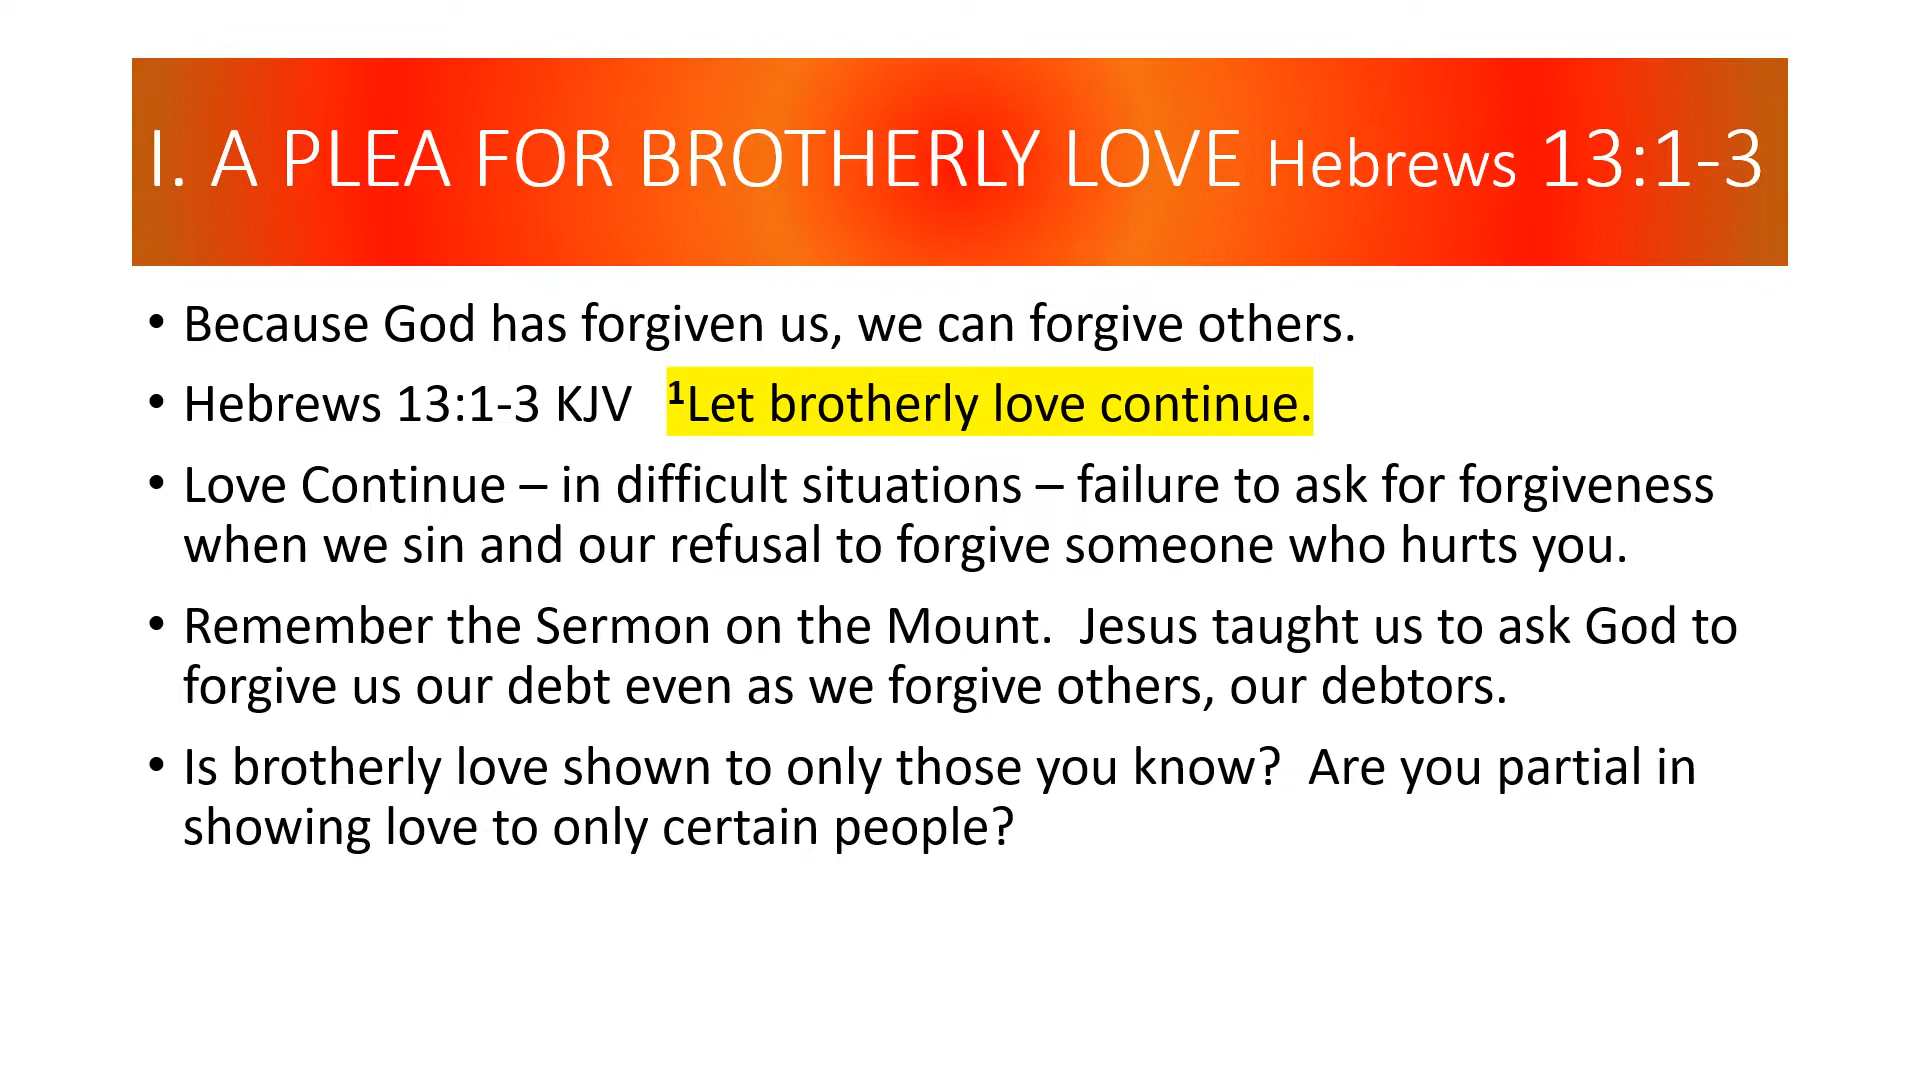 I. A PLEA FOR BROTHERLY LOVE Hebrews 13:1-3
• Because God has forgiven us, we can forgive others.
• Hebrews 13:1-3 KJV ¹Let brotherly love continue.
• Love Continue – in difficult situations – failure to ask for forgiveness
when we sin and our refusal to forgive someone who hurts you.
• Remember the Sermon on the Mount. Jesus taught us to ask God to
forgive us our debt even as we forgive others, our debtors.
• Is brotherly love shown to only those you know? Are you partial in
showing love to only certain people?